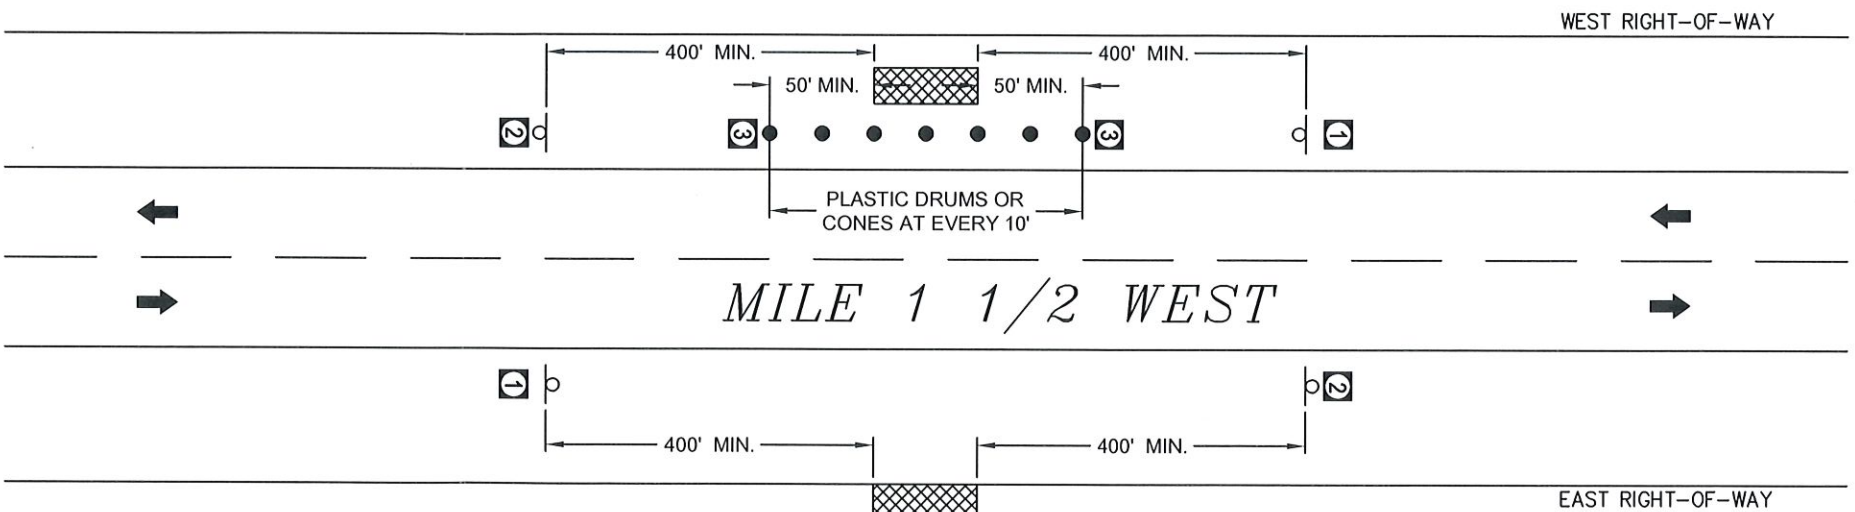 WEST RIGHT-OF-WAY
400' MIN.
400' MIN.
50' MIN.
50' MIN.
2
3
3
1
PLASTIC DRUMS OR
CONES AT EVERY 10'
MILE 1 1/2 WEST
1
2
400' MIN.
400' MIN.
EAST RIGHT-OF-WAY